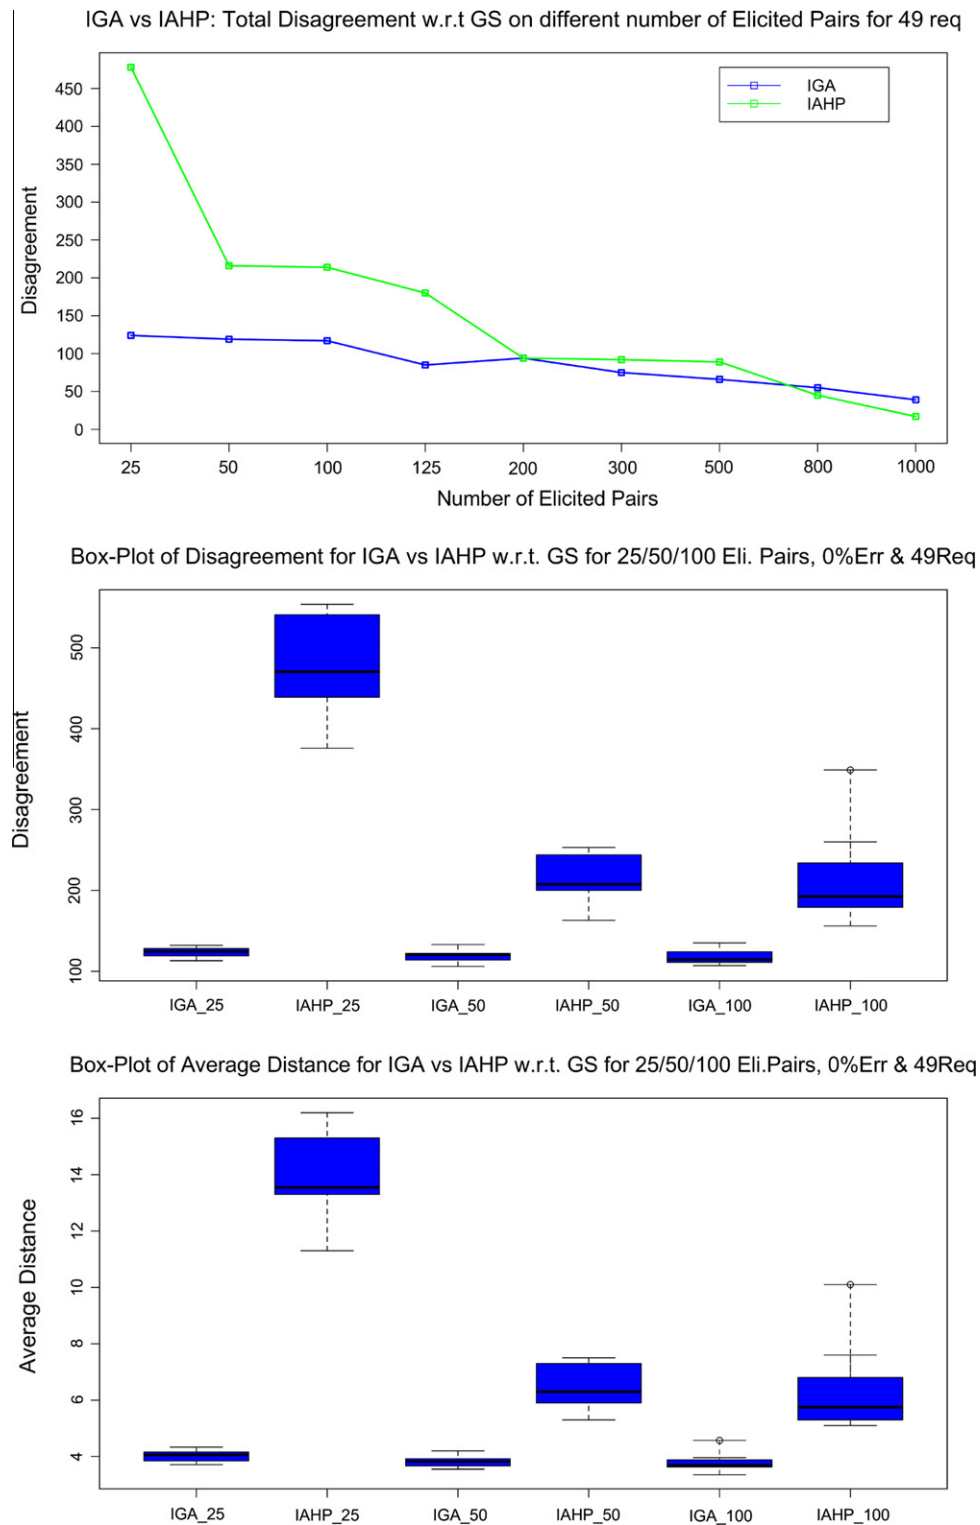 IGA vs IAHP: Total Disagreement w.r.t GS on different number of Elicited Pairs for 49 req
450
400
350
300
250
200
150
100
50
0
Disagreement
IGA
IAHP
25 50 100 125 200 300 500 800 1000
Number of Elicited Pairs
Box-Plot of Disagreement for IGA vs IAHP w.r.t. GS for 25/50/100 Eli. Pairs, 0%Err & 49Req
500
400
300
200
100
Disagreement
IGA_25 IAHP_25 IGA_50 IAHP_50 IGA_100 IAHP_100
Box-Plot of Average Distance for IGA vs IAHP w.r.t. GS for 25/50/100 Eli.Pairs, 0%Err & 49Req
16
14
12
10
8
6
4
Average Distance
IGA_25 IAHP_25 IGA_50 IAHP_50 IGA_100 IAHP_100